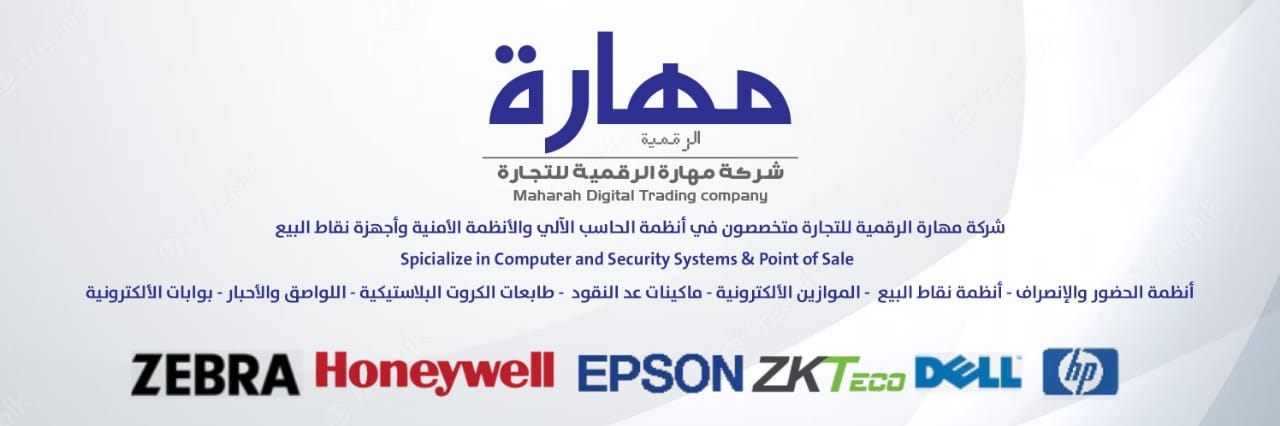 مهارة
الرقمية
شركة مهارة الرقمية للتجارة
Maharah Digital Trading company
شركة مهارة الرقمية للتجارة متخصصون في أنظمة الحاسب الآلي والأنظمة الأمنية وأجهزة نقاط البيع
Spicialize in Computer and Security Systems & Point of Sale
أنظمة الحضور والإنصراف - أنظمة نقاط البيع - الموازين الألكترونية - ماكينات عد النقود - طابعات الكروت البلاستيكية - اللواصق والأحبار - بوابات الألكترونية
ZEBRA Honeywell EPSON ZKTECO DELL hp